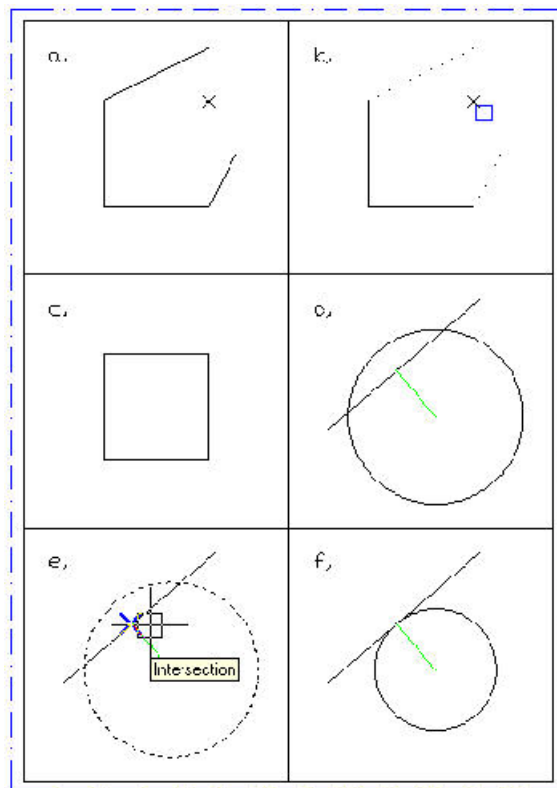 a,
b,
c,
d,
e,
Intersection
f,